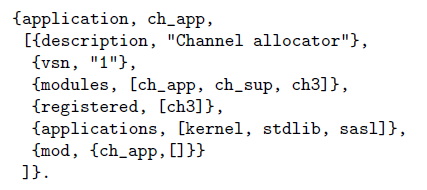 {application, ch_app,
 [{description, "Channel allocator"},
  {vsn, "1"},
  {modules, [ch_app, ch_sup, ch3]},
  {registered, [ch3]},
  {applications, [kernel, stdlib, sasl]},
  {mod, {ch_app,[]}}
 ]}.